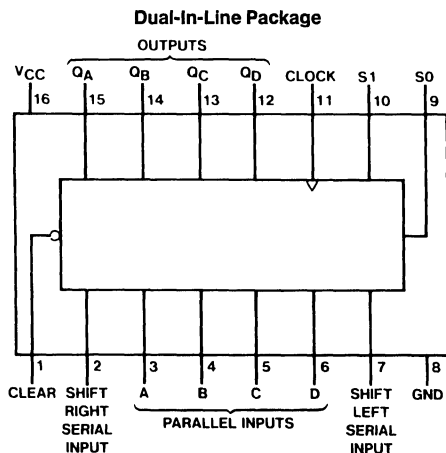 Dual-In-Line Package
OUTPUTS
VCC QA QB QC QD CLOCK S1 S0
16 15 14 13 12 11 10 9
1 2 3 4 5 6 7 8
CLEAR SHIFT A B C D SHIFT GND
RIGHT PARALLEL INPUTS LEFT
SERIAL SERIAL
INPUT INPUT